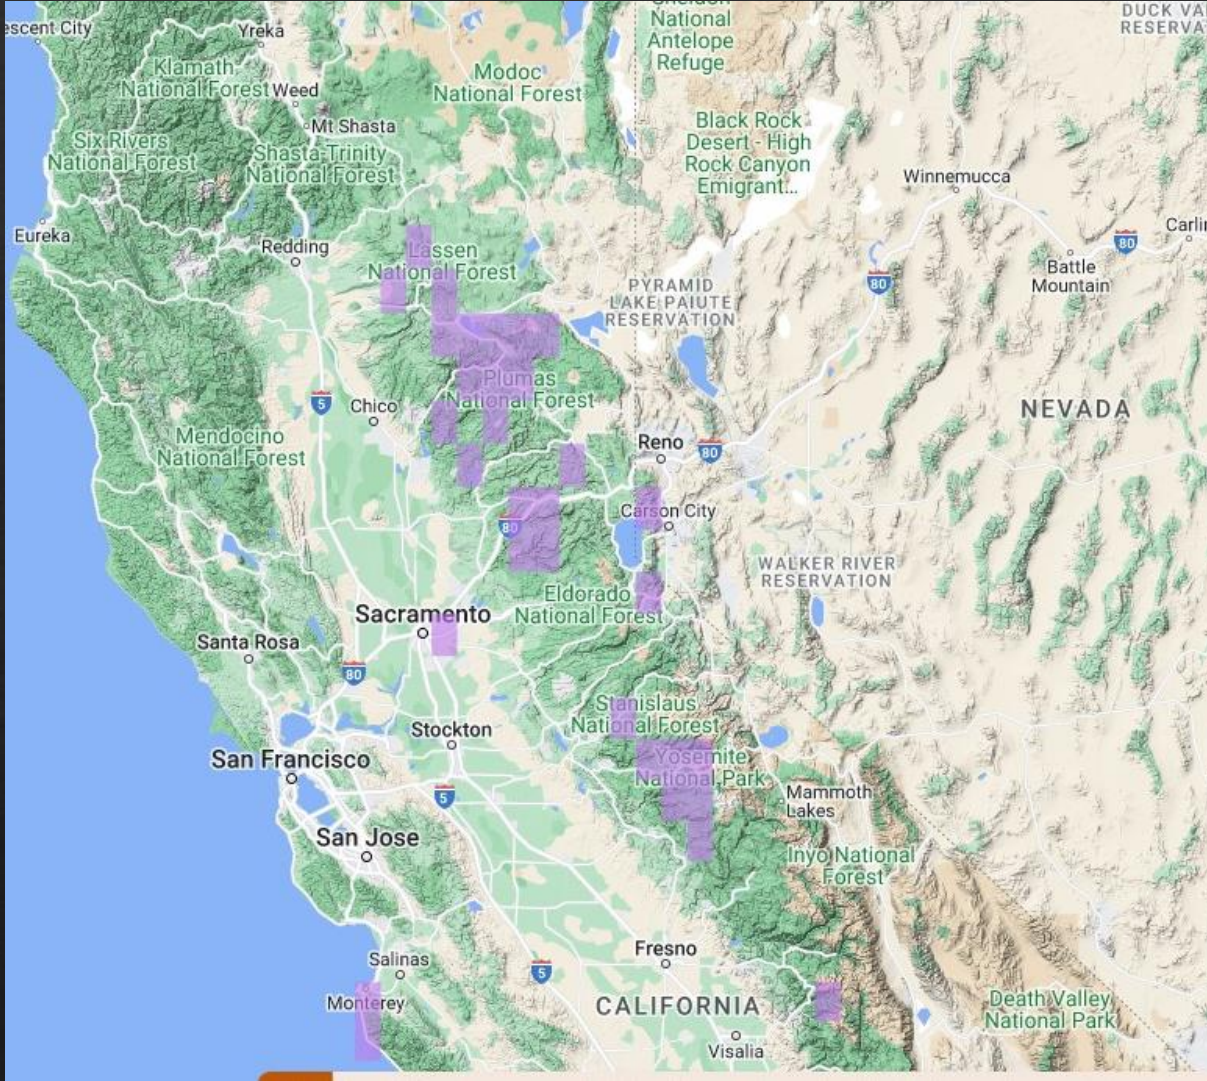 escent City
Yreka
Sheldon
National
Antelope
Refuge
DUCK VA
RESERVA
Klamath
National Forest
Weed
Modoc
National Forest
Mt Shasta
Six Rivers
National Forest
Shasta-Trinity
National Forest
Black Rock
Desert - High
Rock Canyon
Emigrant...
Winnemucca
Eureka
Redding
Lassen
National Forest
80
Carlin
80
Battle
Mountain
PYRAMID
LAKE PAIUTE
RESERVATION
5
Chico
Plumas
National Forest
NEVADA
Mendocino
National Forest
Reno
80
80
Carson City
WALKER RIVER
RESERVATION
Eldorado
National Forest
Sacramento
Santa Rosa
80
Stanislaus
National Forest
Stockton
San Francisco
Yosemite
National Park
5
Mammoth
Lakes
San Jose
Inyo National
Forest
Fresno
Salinas
5
Monterey
CALIFORNIA
Death Valley
National Park
Visalia